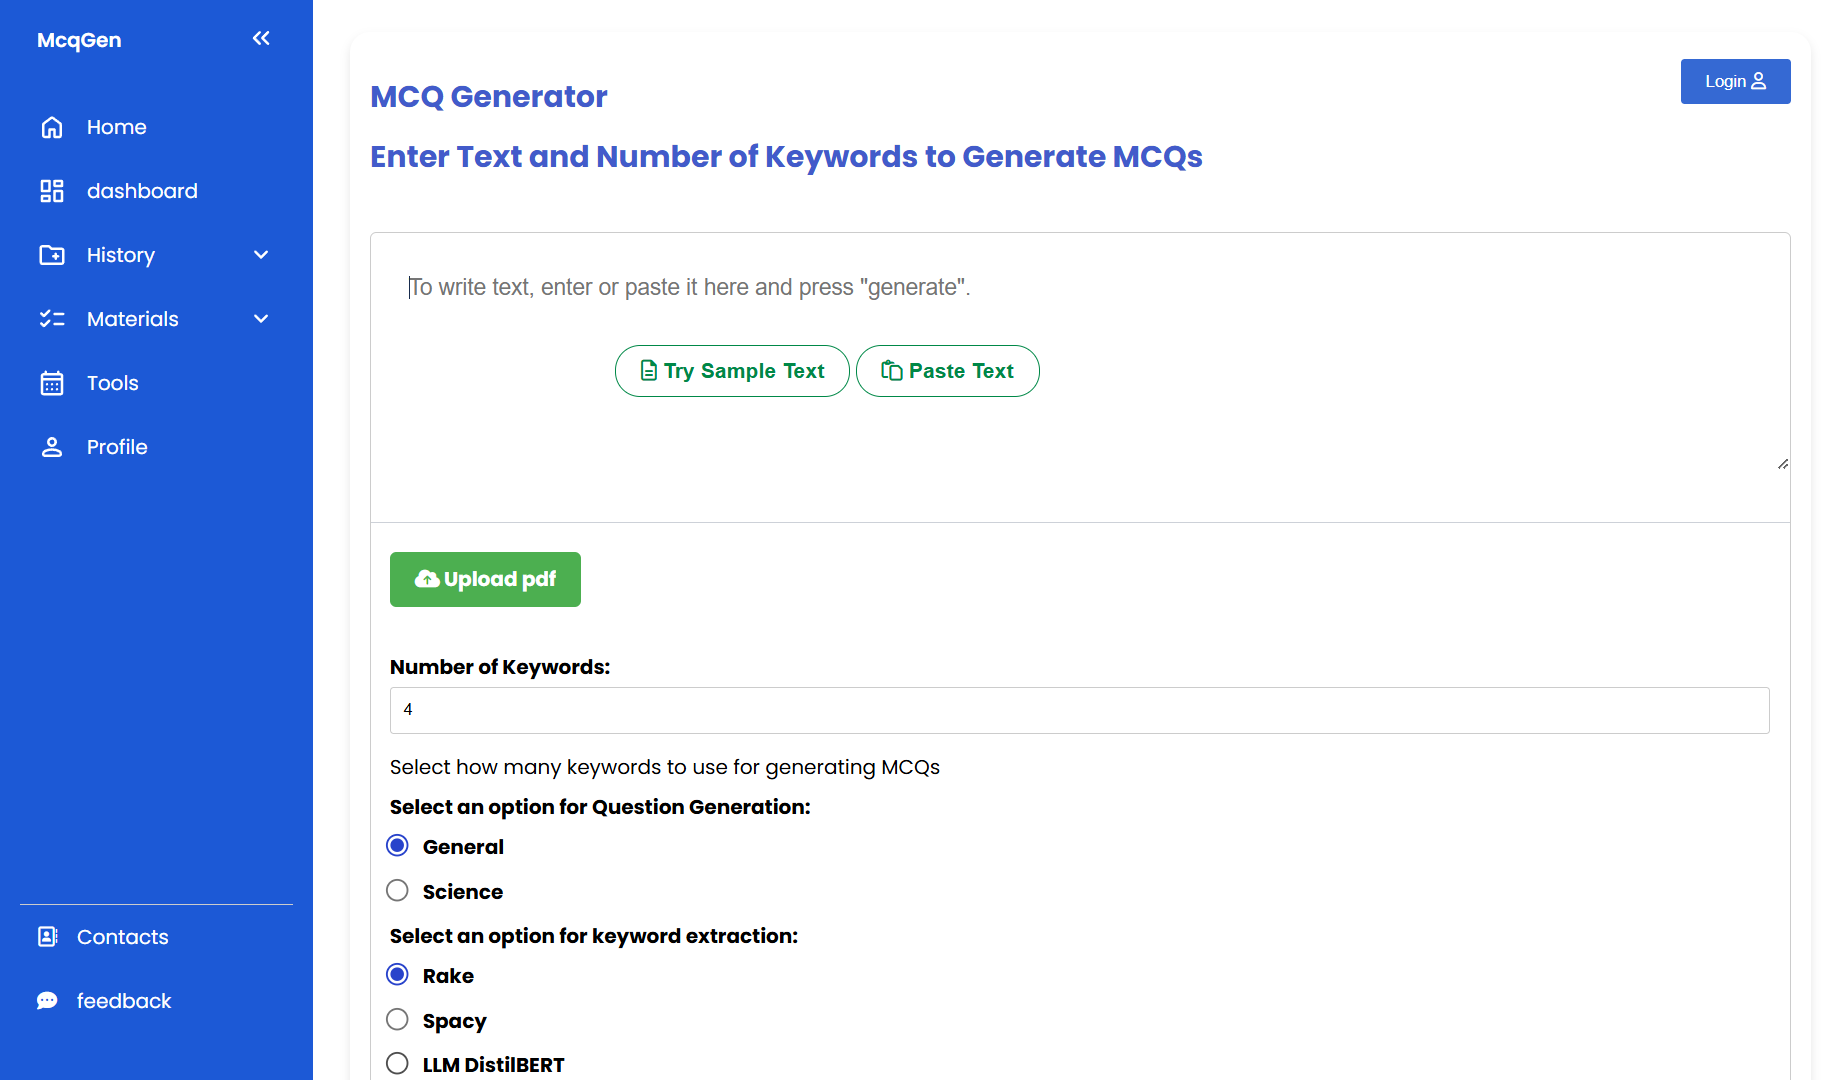 McqGen
Home
dashboard
History
Materials
Tools
Profile
Contacts
feedback
Login
MCQ Generator
Enter Text and Number of Keywords to Generate MCQs
To write text, enter or paste it here and press "generate".
Try Sample Text
Paste Text
Upload pdf
Number of Keywords:
4
Select how many keywords to use for generating MCQs
Select an option for Question Generation:
General
Science
Select an option for keyword extraction:
Rake
Spacy
LLM DistilBERT